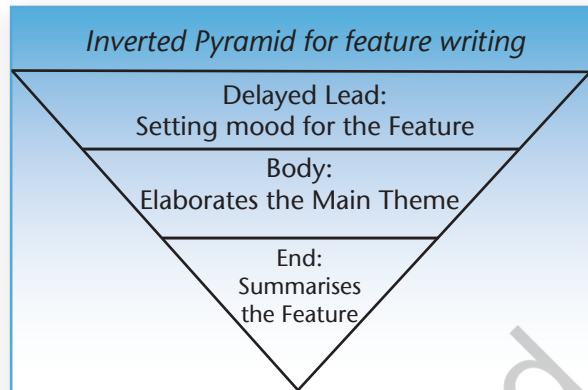 Inverted Pyramid for feature writing
Delayed Lead:
Setting mood for the Feature
Body:
Elaborates the Main Theme
End:
Summarises
the Feature